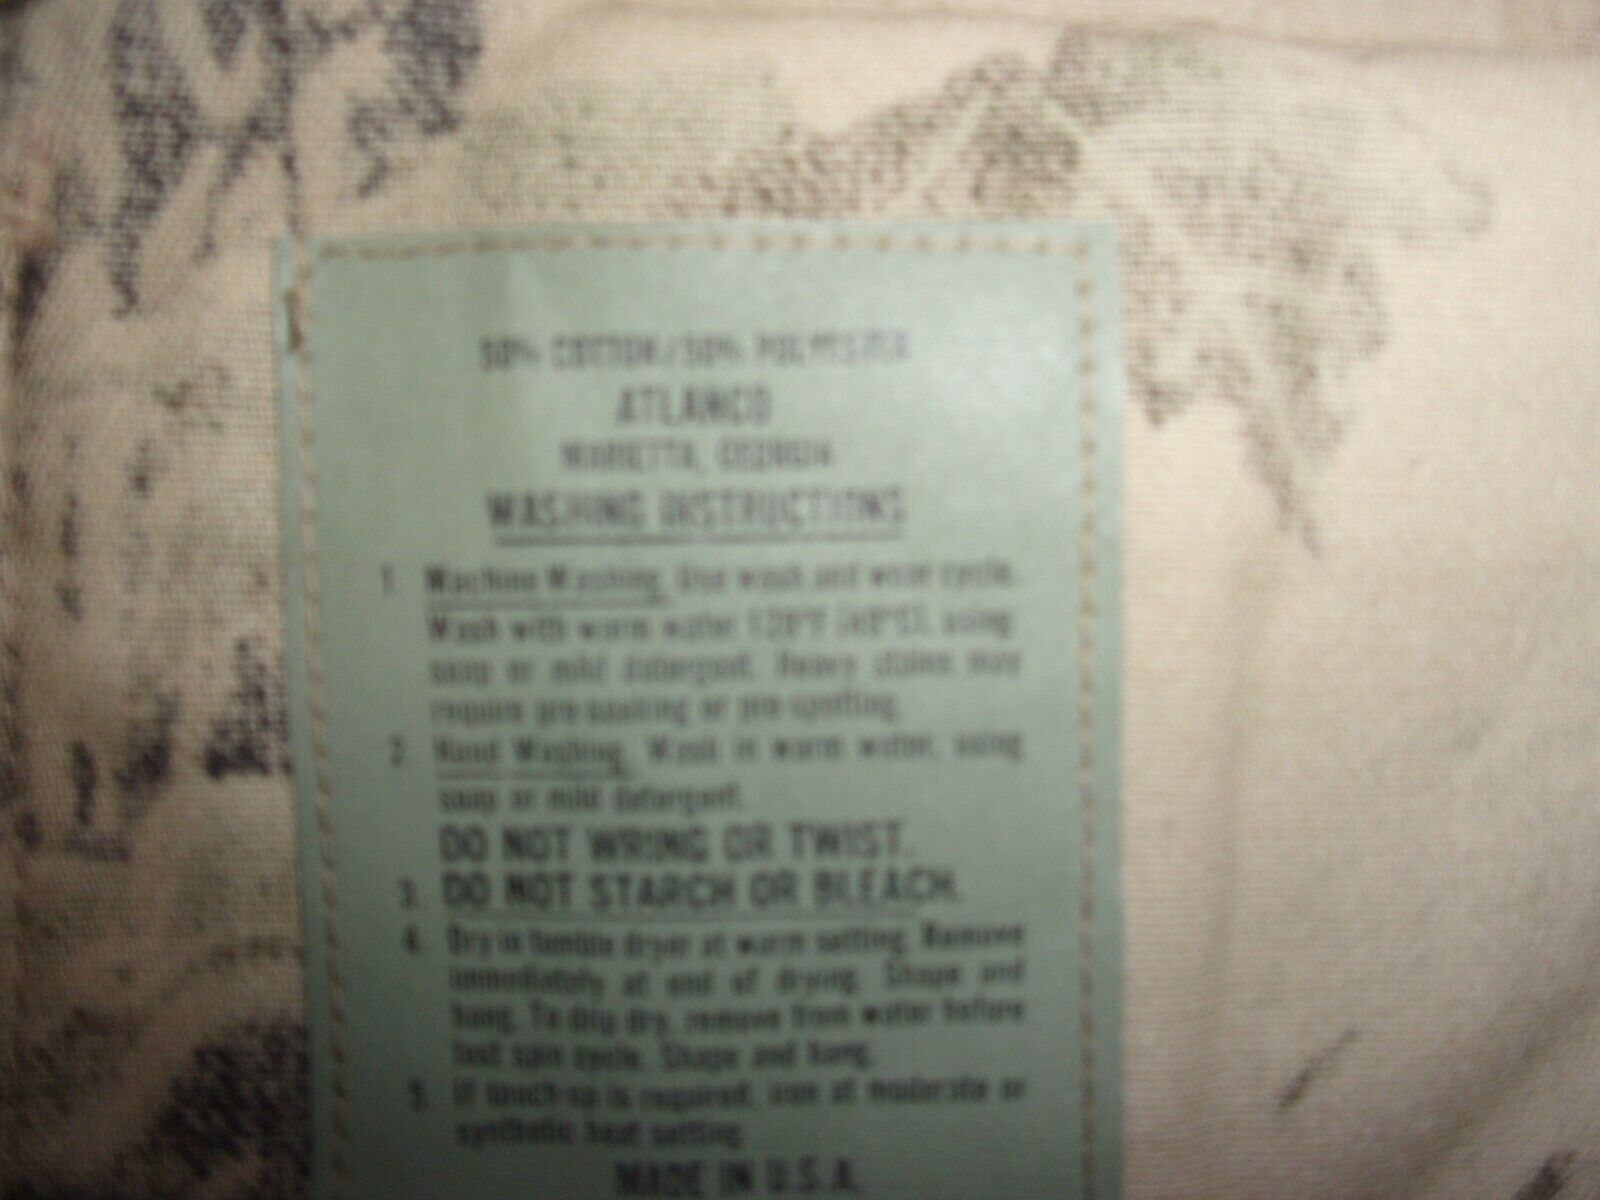 50% COTTON/50% POLYESTER
ATLANCO
MARIETTA, GEORGIA
WASHING INSTRUCTIONS
1. Machine Washing. Use wash and wear cycle.
Wash with warm water 120°F (49°C), using
soap or mild detergent. Heavy stains may
require pre-soaking or pre-spotting.
2. Hand Washing. Wash in warm water, using
soap or mild detergent.
DO NOT WRING OR TWIST.
3. DO NOT STARCH OR BLEACH.
4. Dry in tumble dryer at warm setting. Remove
immediately at end of drying. Shape and
hang. To drip dry, remove from water before
last spin cycle. Shape and hang.
5. If touch-up is required, iron at moderate or
synthetic heat setting.
MADE IN U.S.A.